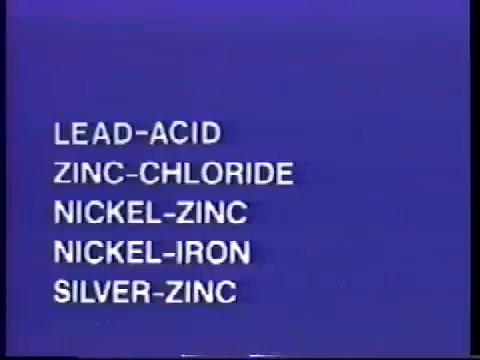 LEAD-ACID
ZINC-CHLORIDE
NICKEL-ZINC
NICKEL-IRON
SILVER-ZINC